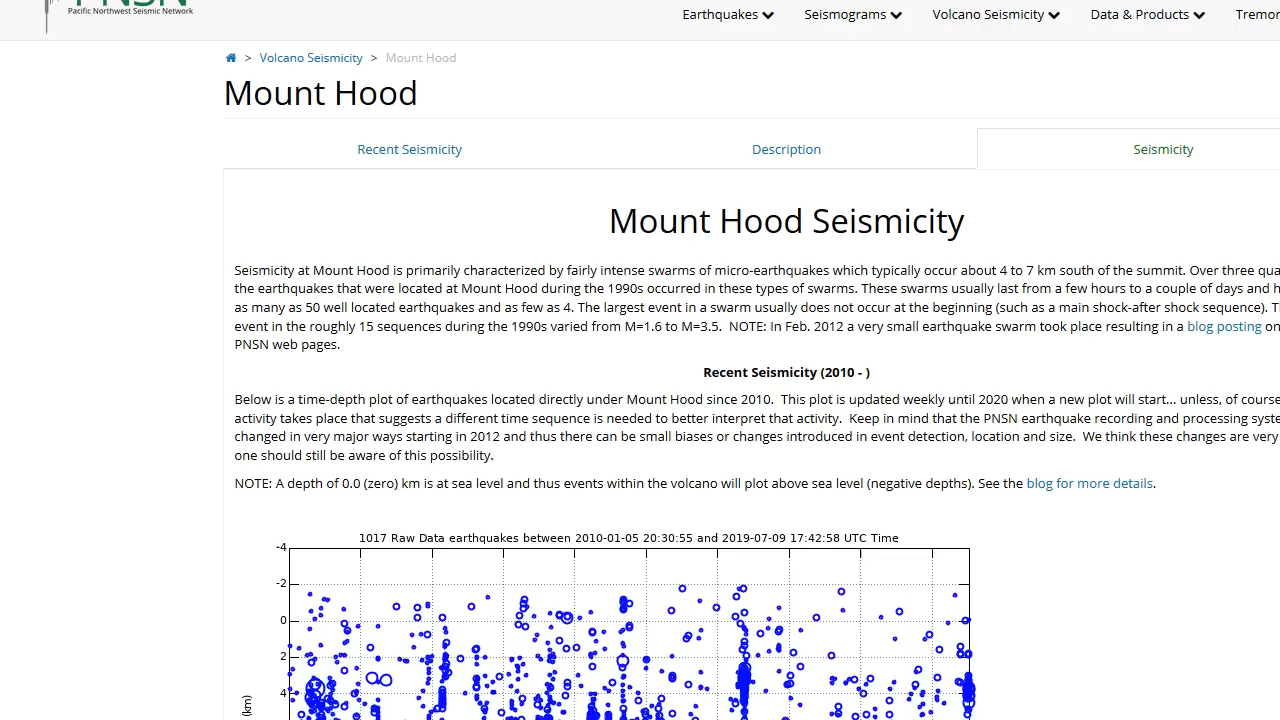 PNSN
Pacific Northwest Seismic Network
Earthquakes Seismograms Volcano Seismicity Data & Products Tremor
> Volcano Seismicity > Mount Hood
Mount Hood
Recent Seismicity Description Seismicity
Mount Hood Seismicity
Seismicity at Mount Hood is primarily characterized by fairly intense swarms of micro-earthquakes which typically occur about 4 to 7 km south of the summit. Over three
the earthquakes that were located at Mount Hood during the 1990s occurred in these types of swarms. These swarms usually last from a few hours to a couple of days and
as many as 50 well located earthquakes and as few as 4. The largest event in a swarm usually does not occur at the beginning (such as a main shock-after shock sequence).
event in the roughly 15 sequences during the 1990s varied from M=1.6 to M=3.5. NOTE: In Feb. 2012 a very small earthquake swarm took place resulting in a blog posting on
PNSN web pages.
Recent Seismicity (2010 - )
Below is a time-depth plot of earthquakes located directly under Mount Hood since 2010. This plot is updated weekly until 2020 when a new plot will start... unless, of course
activity takes place that suggests a different time sequence is needed to better interpret that activity. Keep in mind that the PNSN earthquake recording and processing
changed in very major ways starting in 2012 and thus there can be small biases or changes introduced in event detection, location and size. We think these changes are very
one should still be aware of this possibility.
NOTE: A depth of 0.0 (zero) km is at sea level and thus events within the volcano will plot above sea level (negative depths). See the blog for more details.
1017 Raw Data earthquakes between 2010-01-05 20:30:55 and 2019-07-09 17:42:58 UTC Time
-4
-2
0
2
4
(km)